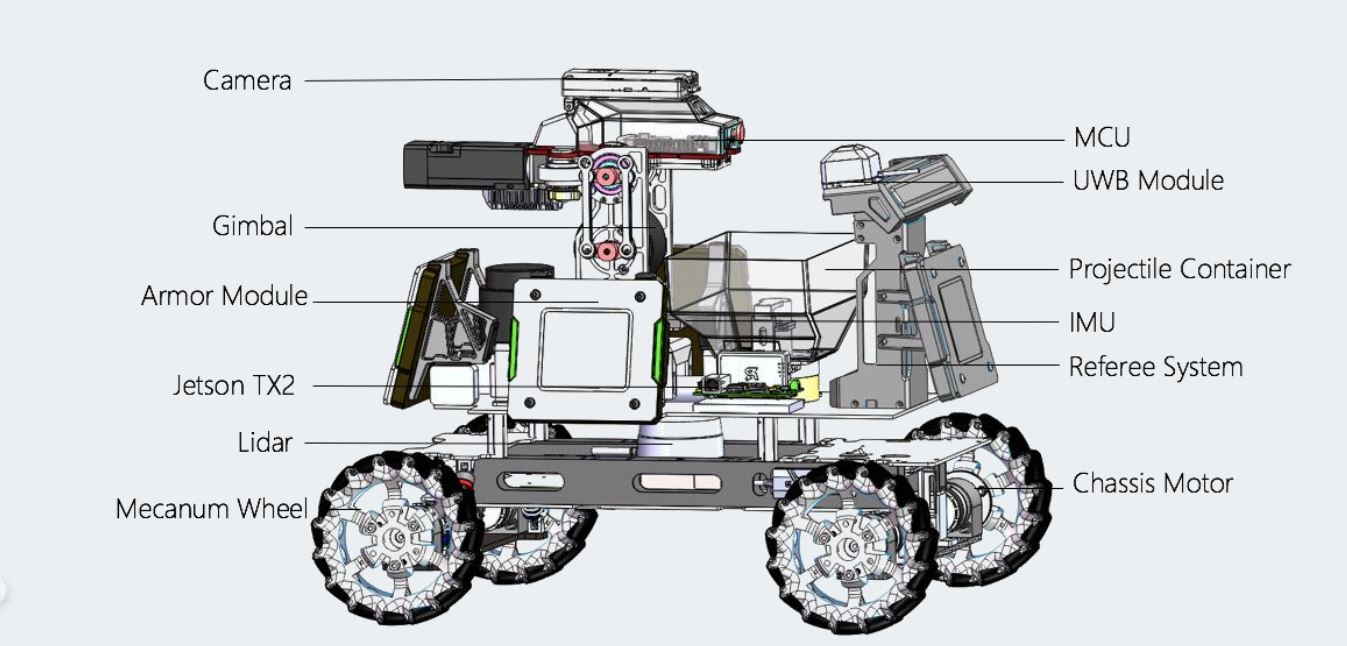 Camera
MCU
UWB Module
Gimbal
Projectile Container
Armor Module
IMU
Referee System
Jetson TX2
Lidar
Chassis Motor
Mecanum Wheel